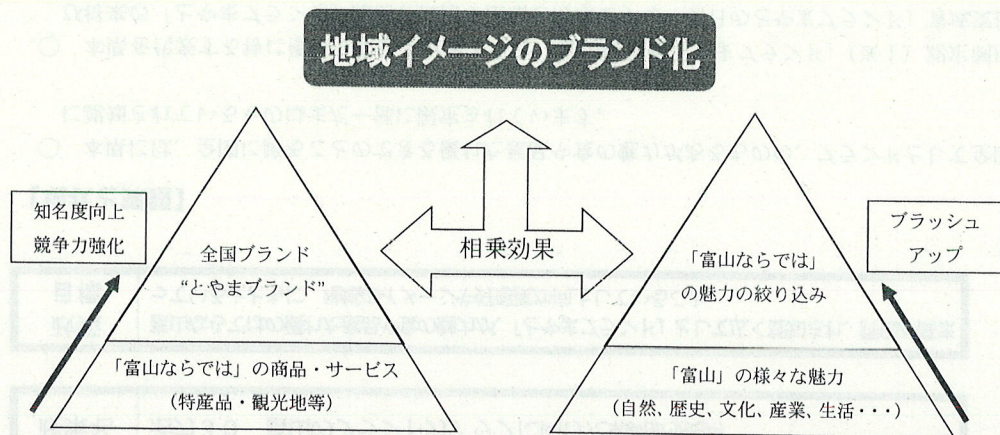 地域イメージのブランド化
知名度向上
競争力強化
全国ブランド
“とやまブランド”
「富山ならでは」の商品・サービス
(特産品・観光地等)
相乗効果
「富山ならでは」
の魅力の絞り込み
「富山」の様々な魅力
(自然、歴史、文化、産業、生活・・・)
ブラッシュ
アップ